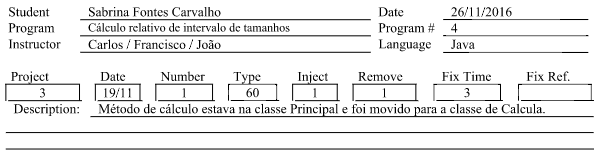 Student Sabrina Fontes Carvalho Date 26/11/2016
Program Cálculo relativo de intervalo de tamanhos Program # 4
Instructor Carlos / Francisco / João Language Java
Project Date Number Type Inject Remove Fix Time Fix Ref.
3 19/11 1 60 1 1 3
Description: Método de cálculo estava na classe Principal e foi movido para a classe de Calcula.